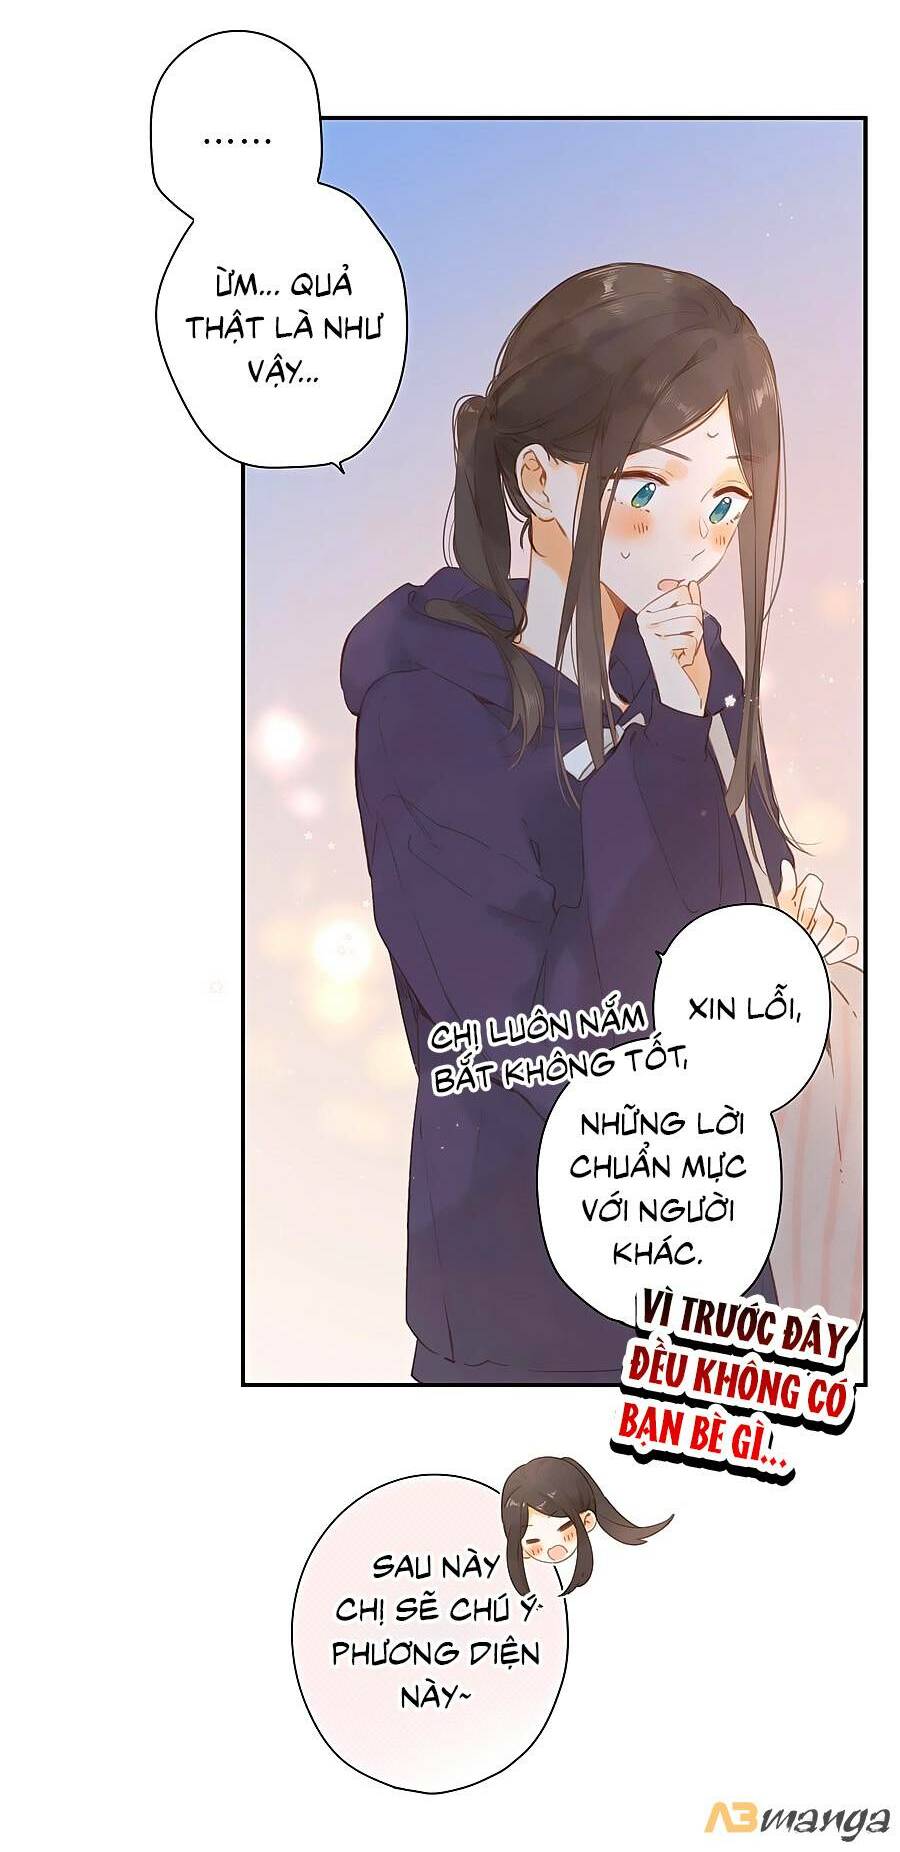 ......
ỪM... QUẢ
THẬT LÀ NHƯ
VẬY...
XIN LỖI,
CHỊ LUÔN NẮM
BẮT KHÔNG TỐT,
NHỮNG LỜI
CHUẨN MỰC
VỚI NGƯỜI
KHÁC.
VÌ TRƯỚC ĐÂY
ĐỀU KHÔNG CÓ
BẠN BÈ GÌ...
SAU NÀY
CHỊ SẼ CHÚ Ý
PHƯƠNG DIỆN
NÀY~
A3manga